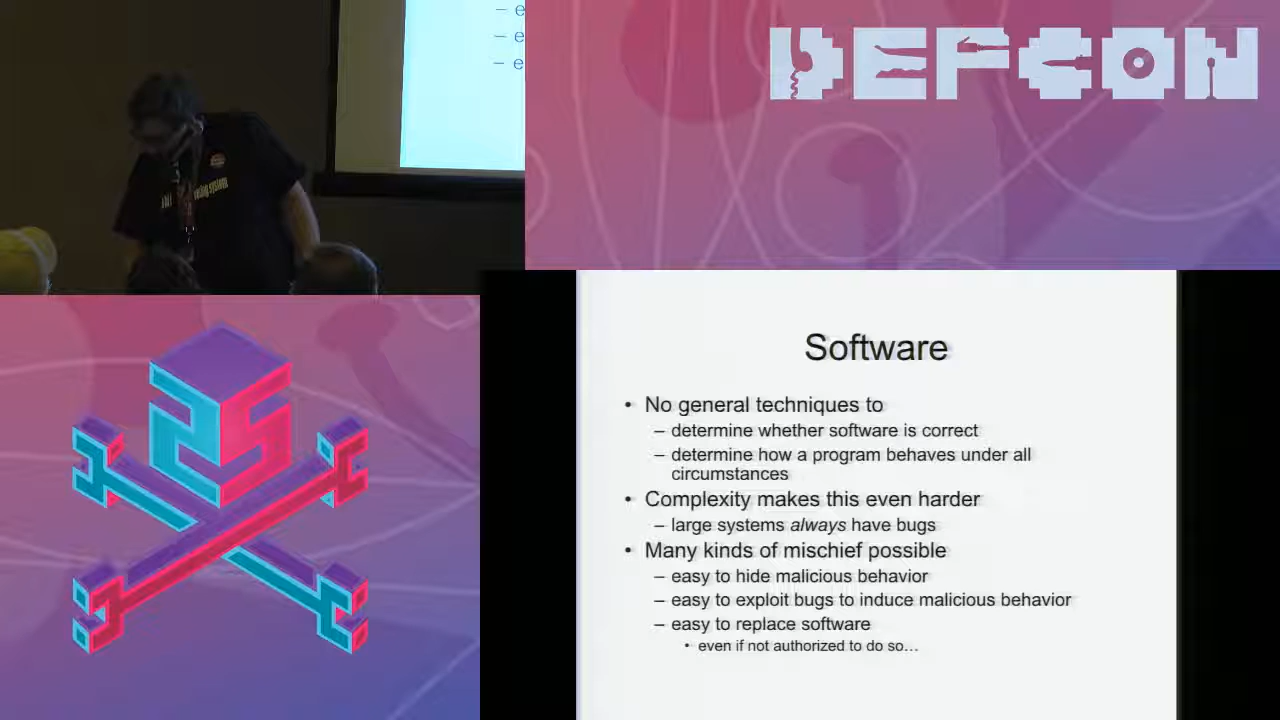 – e
– e
– e
DEFCON
Software
• No general techniques to
– determine whether software is correct
– determine how a program behaves under all
circumstances
• Complexity makes this even harder
– large systems always have bugs
• Many kinds of mischief possible
– easy to hide malicious behavior
– easy to exploit bugs to induce malicious behavior
– easy to replace software
• even if not authorized to do so…